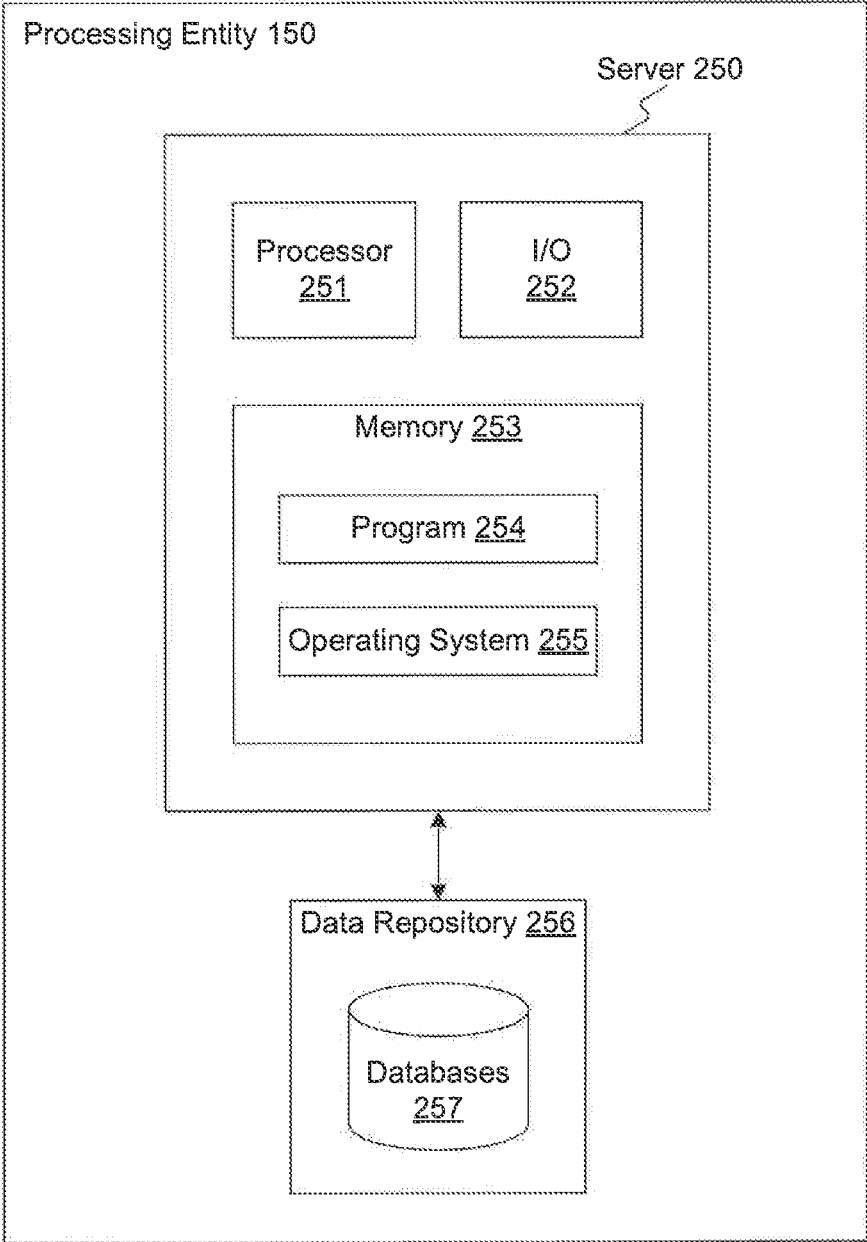 Processing Entity 150
Server 250
Processor
251
I/O
252
Memory 253
Program 254
Operating System 255
Data Repository 256
Databases
257